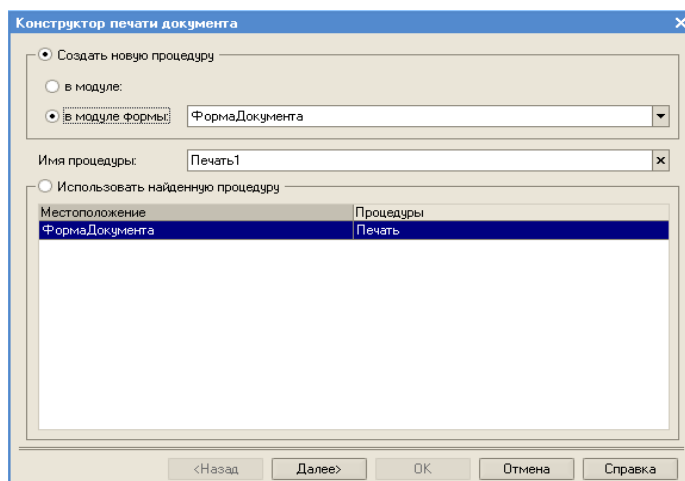 Конструктор печати документа
Создать новую процедуру
в модуле:
в модуле формы: ФормаДокумента
Имя процедуры: Печать1
Использовать найденную процедуру
Местоположение Процедуры
ФормаДокумента Печать
<Назад Далее> OK Отмена Справка